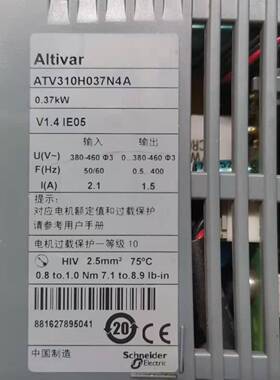 Altivar
ATV310H037N4A
0.37kW
V1.4 IE05
输入 输出
U(V~) 380-460 Φ3 0...380-460 Φ3
F(Hz) 50/60 0.5...400
I(A) 2.1 1.5
提示:
对应电机额定值和过载保护
请参考用户手册
电机过载保护—等级 10
HIV 2.5mm² 75℃
0.8 to.1.0 Nm 7.1 to.8.9 lb-in
881627895041
20
中国制造
Schneider
Electric